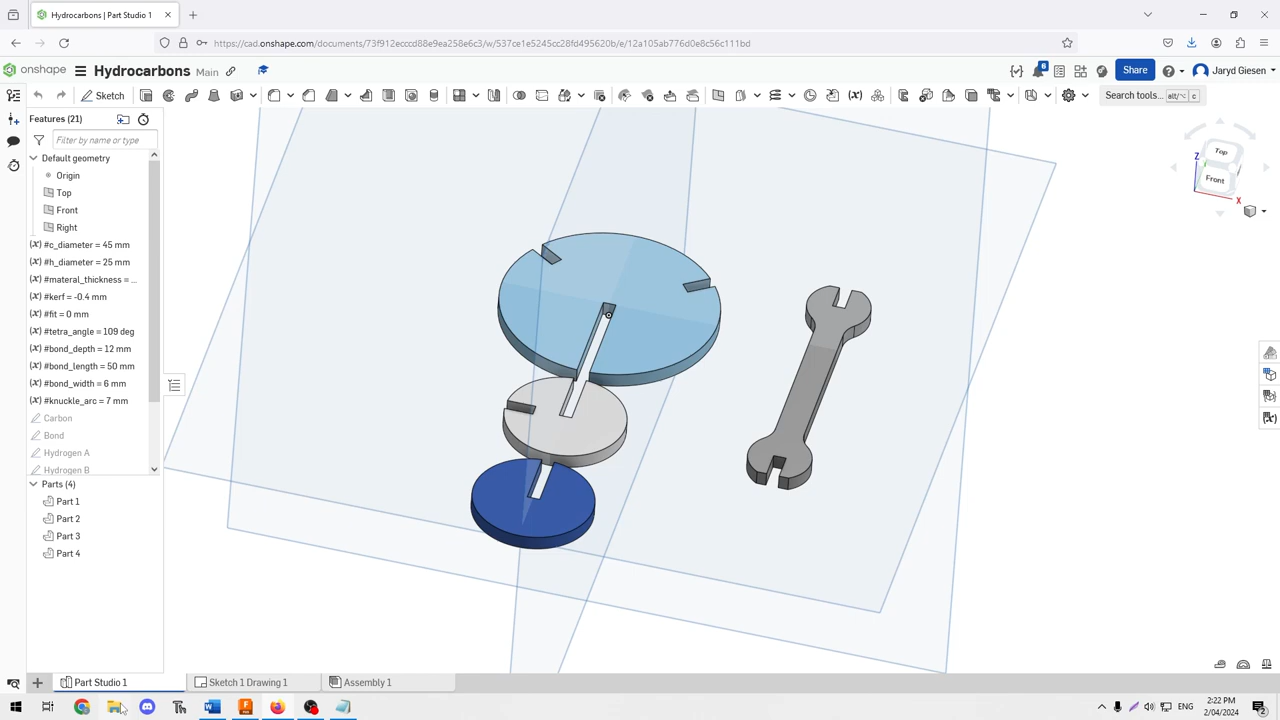 Hydrocarbons | Part Studio 1
https://cad.onshape.com/documents/73f912ecccd88e9ea258e6c3/w/537ce1e5245cc38fd495620b/e/12a105ab776d0e8c56c111bd
onshape
Hydrocarbons
Main
6
Share
Jaryd Giesen
Sketch
Search tools... alt/⌥ c
Features (21)
Filter by name or type
Default geometry
Origin
Top
Front
Right
(x) #c_diameter = 45 mm
(x) #h_diameter = 25 mm
(x) #materal_thickness = ...
(x) #kerf = -0.4 mm
(x) #fit = 0 mm
(x) #tetra_angle = 109 deg
(x) #bond_depth = 12 mm
(x) #bond_length = 50 mm
(x) #bond_width = 6 mm
(x) #knuckle_arc = 7 mm
Carbon
Bond
Hydrogen A
Hydrogen B
Parts (4)
Part 1
Part 2
Part 3
Part 4
Top
Front
Z
X
Part Studio 1
Sketch 1 Drawing 1
Assembly 1
ENG
2:22 PM
2/04/2024
2